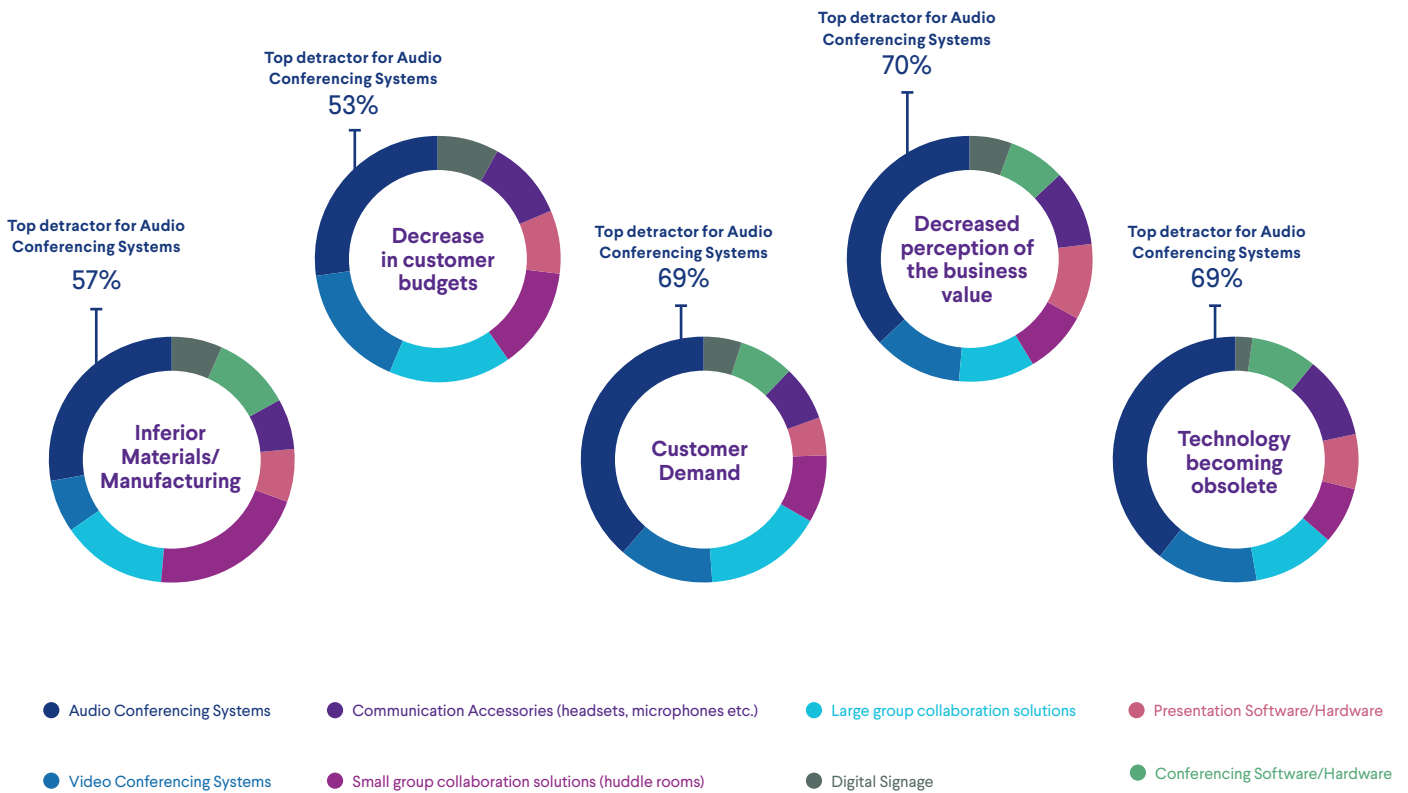 Top detractor for Audio
Conferencing Systems
57%
Inferior
Materials/
Manufacturing
Top detractor for Audio
Conferencing Systems
53%
Decrease
in customer
budgets
Top detractor for Audio
Conferencing Systems
69%
Customer
Demand
Top detractor for Audio
Conferencing Systems
70%
Decreased
perception of
the business
value
Top detractor for Audio
Conferencing Systems
69%
Technology
becoming
obsolete
Audio Conferencing Systems
Communication Accessories (headsets, microphones etc.)
Large group collaboration solutions
Presentation Software/Hardware
Video Conferencing Systems
Small group collaboration solutions (huddle rooms)
Digital Signage
Conferencing Software/Hardware